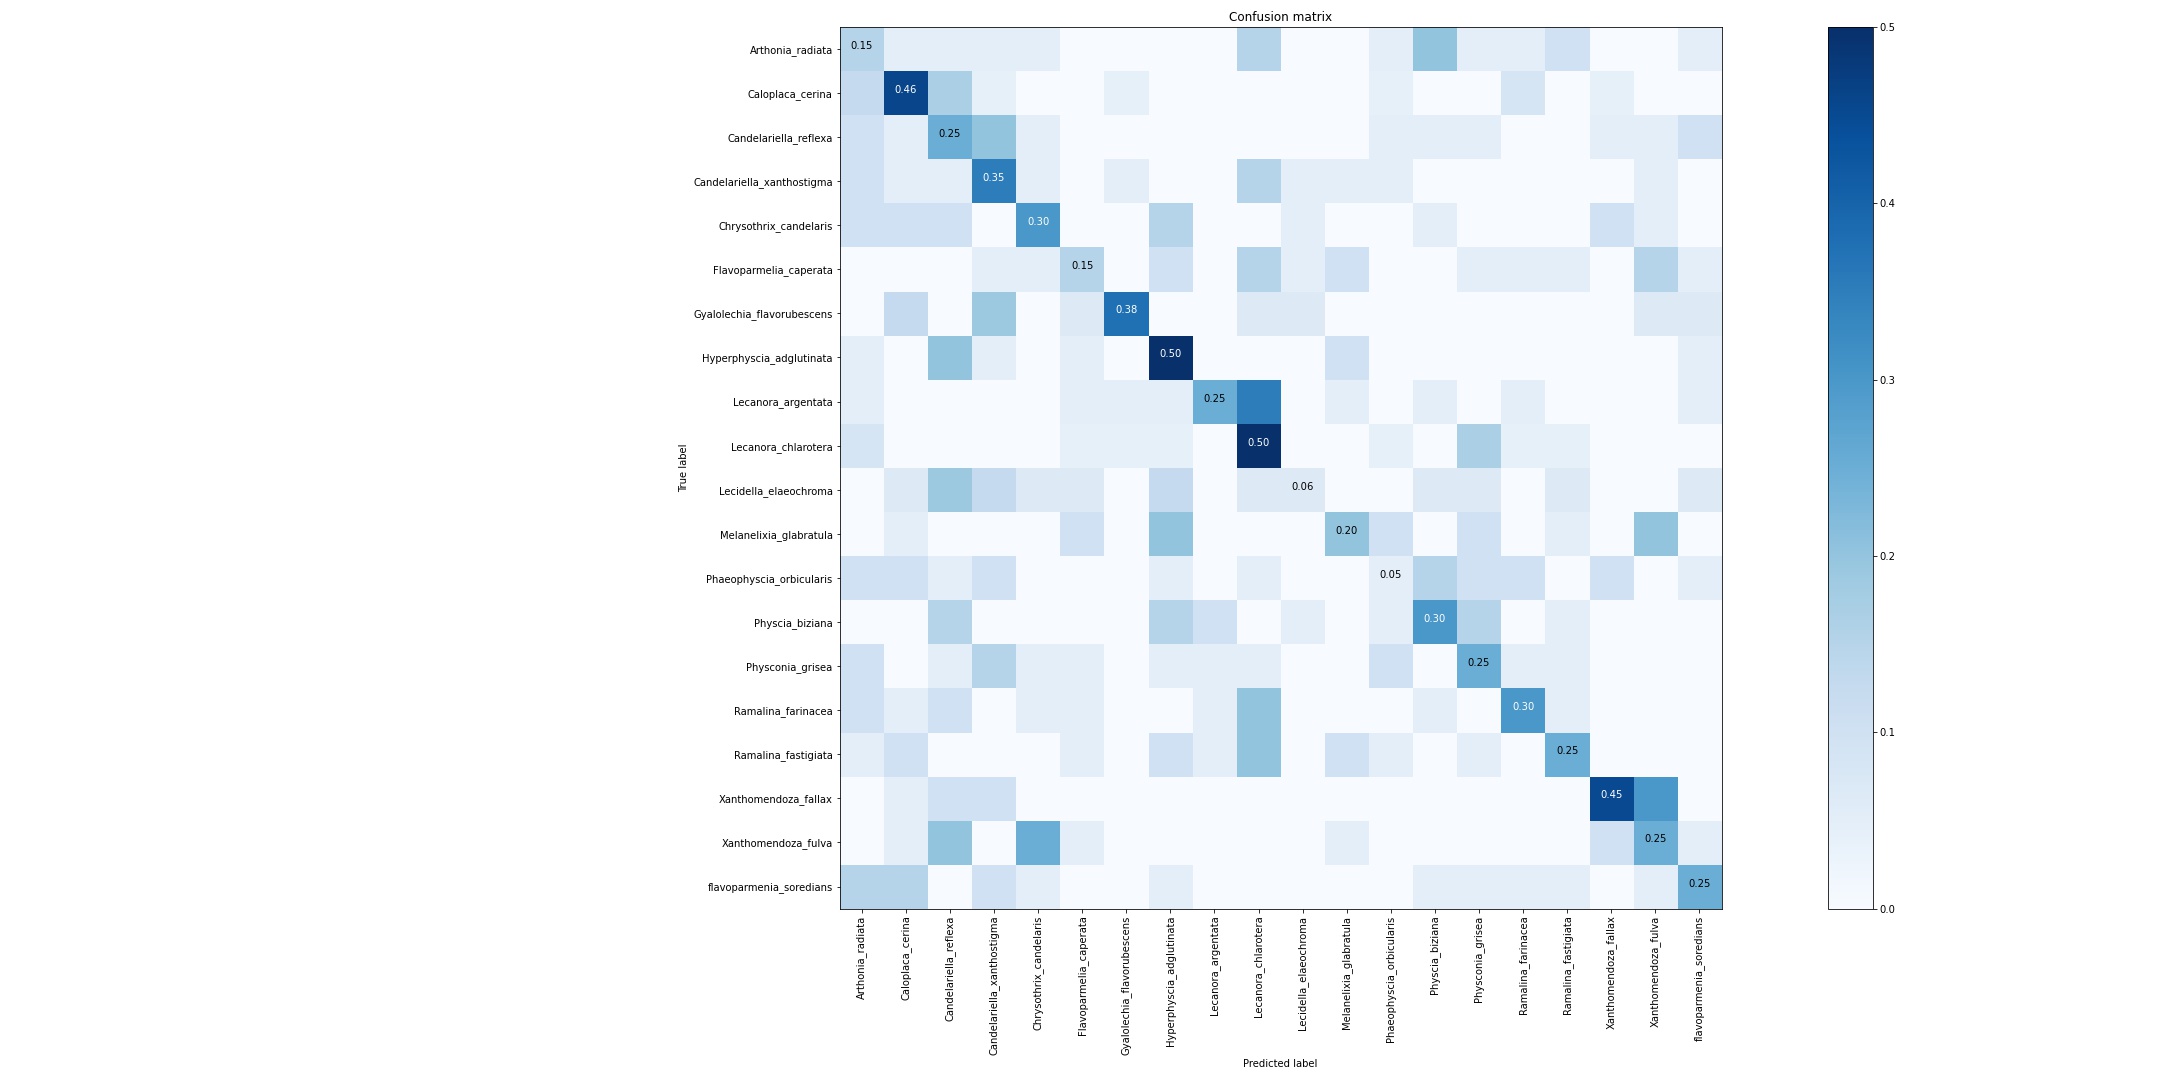 Confusion matrix
Arthonia_radiata
Caloplaca_cerina
Candelariella_reflexa
Candelariella_xanthostigma
Chrysothrix_candelaris
Flavoparmelia_caperata
Gyalolechia_flavorubescens
Hyperphyscia_adglutinata
Lecanora_argentata
Lecanora_chlarotera
Lecidella_elaeochroma
Melanelixia_glabratula
Phaeophyscia_orbicularis
Physcia_biziana
Physconia_grisea
Ramalina_farinacea
Ramalina_fastigiata
Xanthomendoza_fallax
Xanthomendoza_fulva
flavoparmenia_soredians
True label
0.15
0.46
0.25
0.35
0.30
0.15
0.38
0.50
0.25
0.50
0.06
0.20
0.05
0.30
0.25
0.30
0.25
0.45
0.25
0.25
Arthonia_radiata
Caloplaca_cerina
Candelariella_reflexa
Candelariella_xanthostigma
Chrysothrix_candelaris
Flavoparmelia_caperata
Gyalolechia_flavorubescens
Hyperphyscia_adglutinata
Lecanora_argentata
Lecanora_chlarotera
Lecidella_elaeochroma
Melanelixia_glabratula
Phaeophyscia_orbicularis
Physcia_biziana
Physconia_grisea
Ramalina_farinacea
Ramalina_fastigiata
Xanthomendoza_fallax
Xanthomendoza_fulva
flavoparmenia_soredians
Predicted label
0.5
0.4
0.3
0.2
0.1
0.0